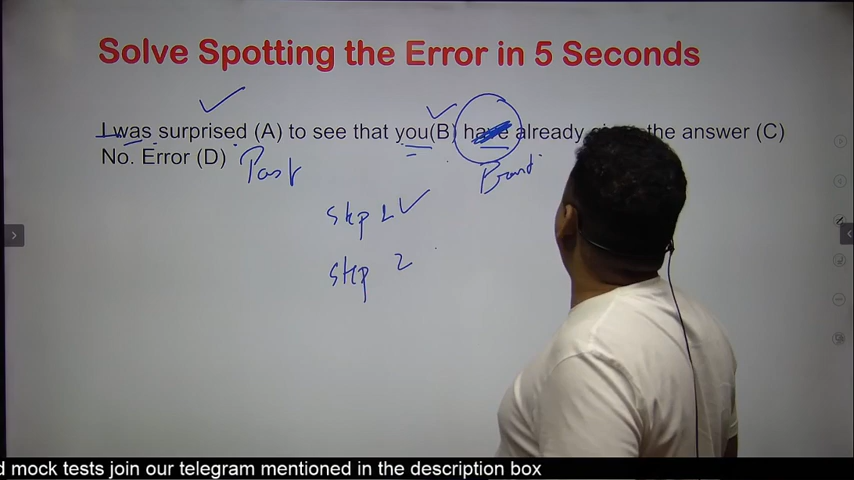 Solve Spotting the Error in 5 Seconds
I was surprised (A) to see that you(B) have already the answer (C)
No. Error (D)
Past
Step 1
Step 2
d mock tests join our telegram mentioned in the description box